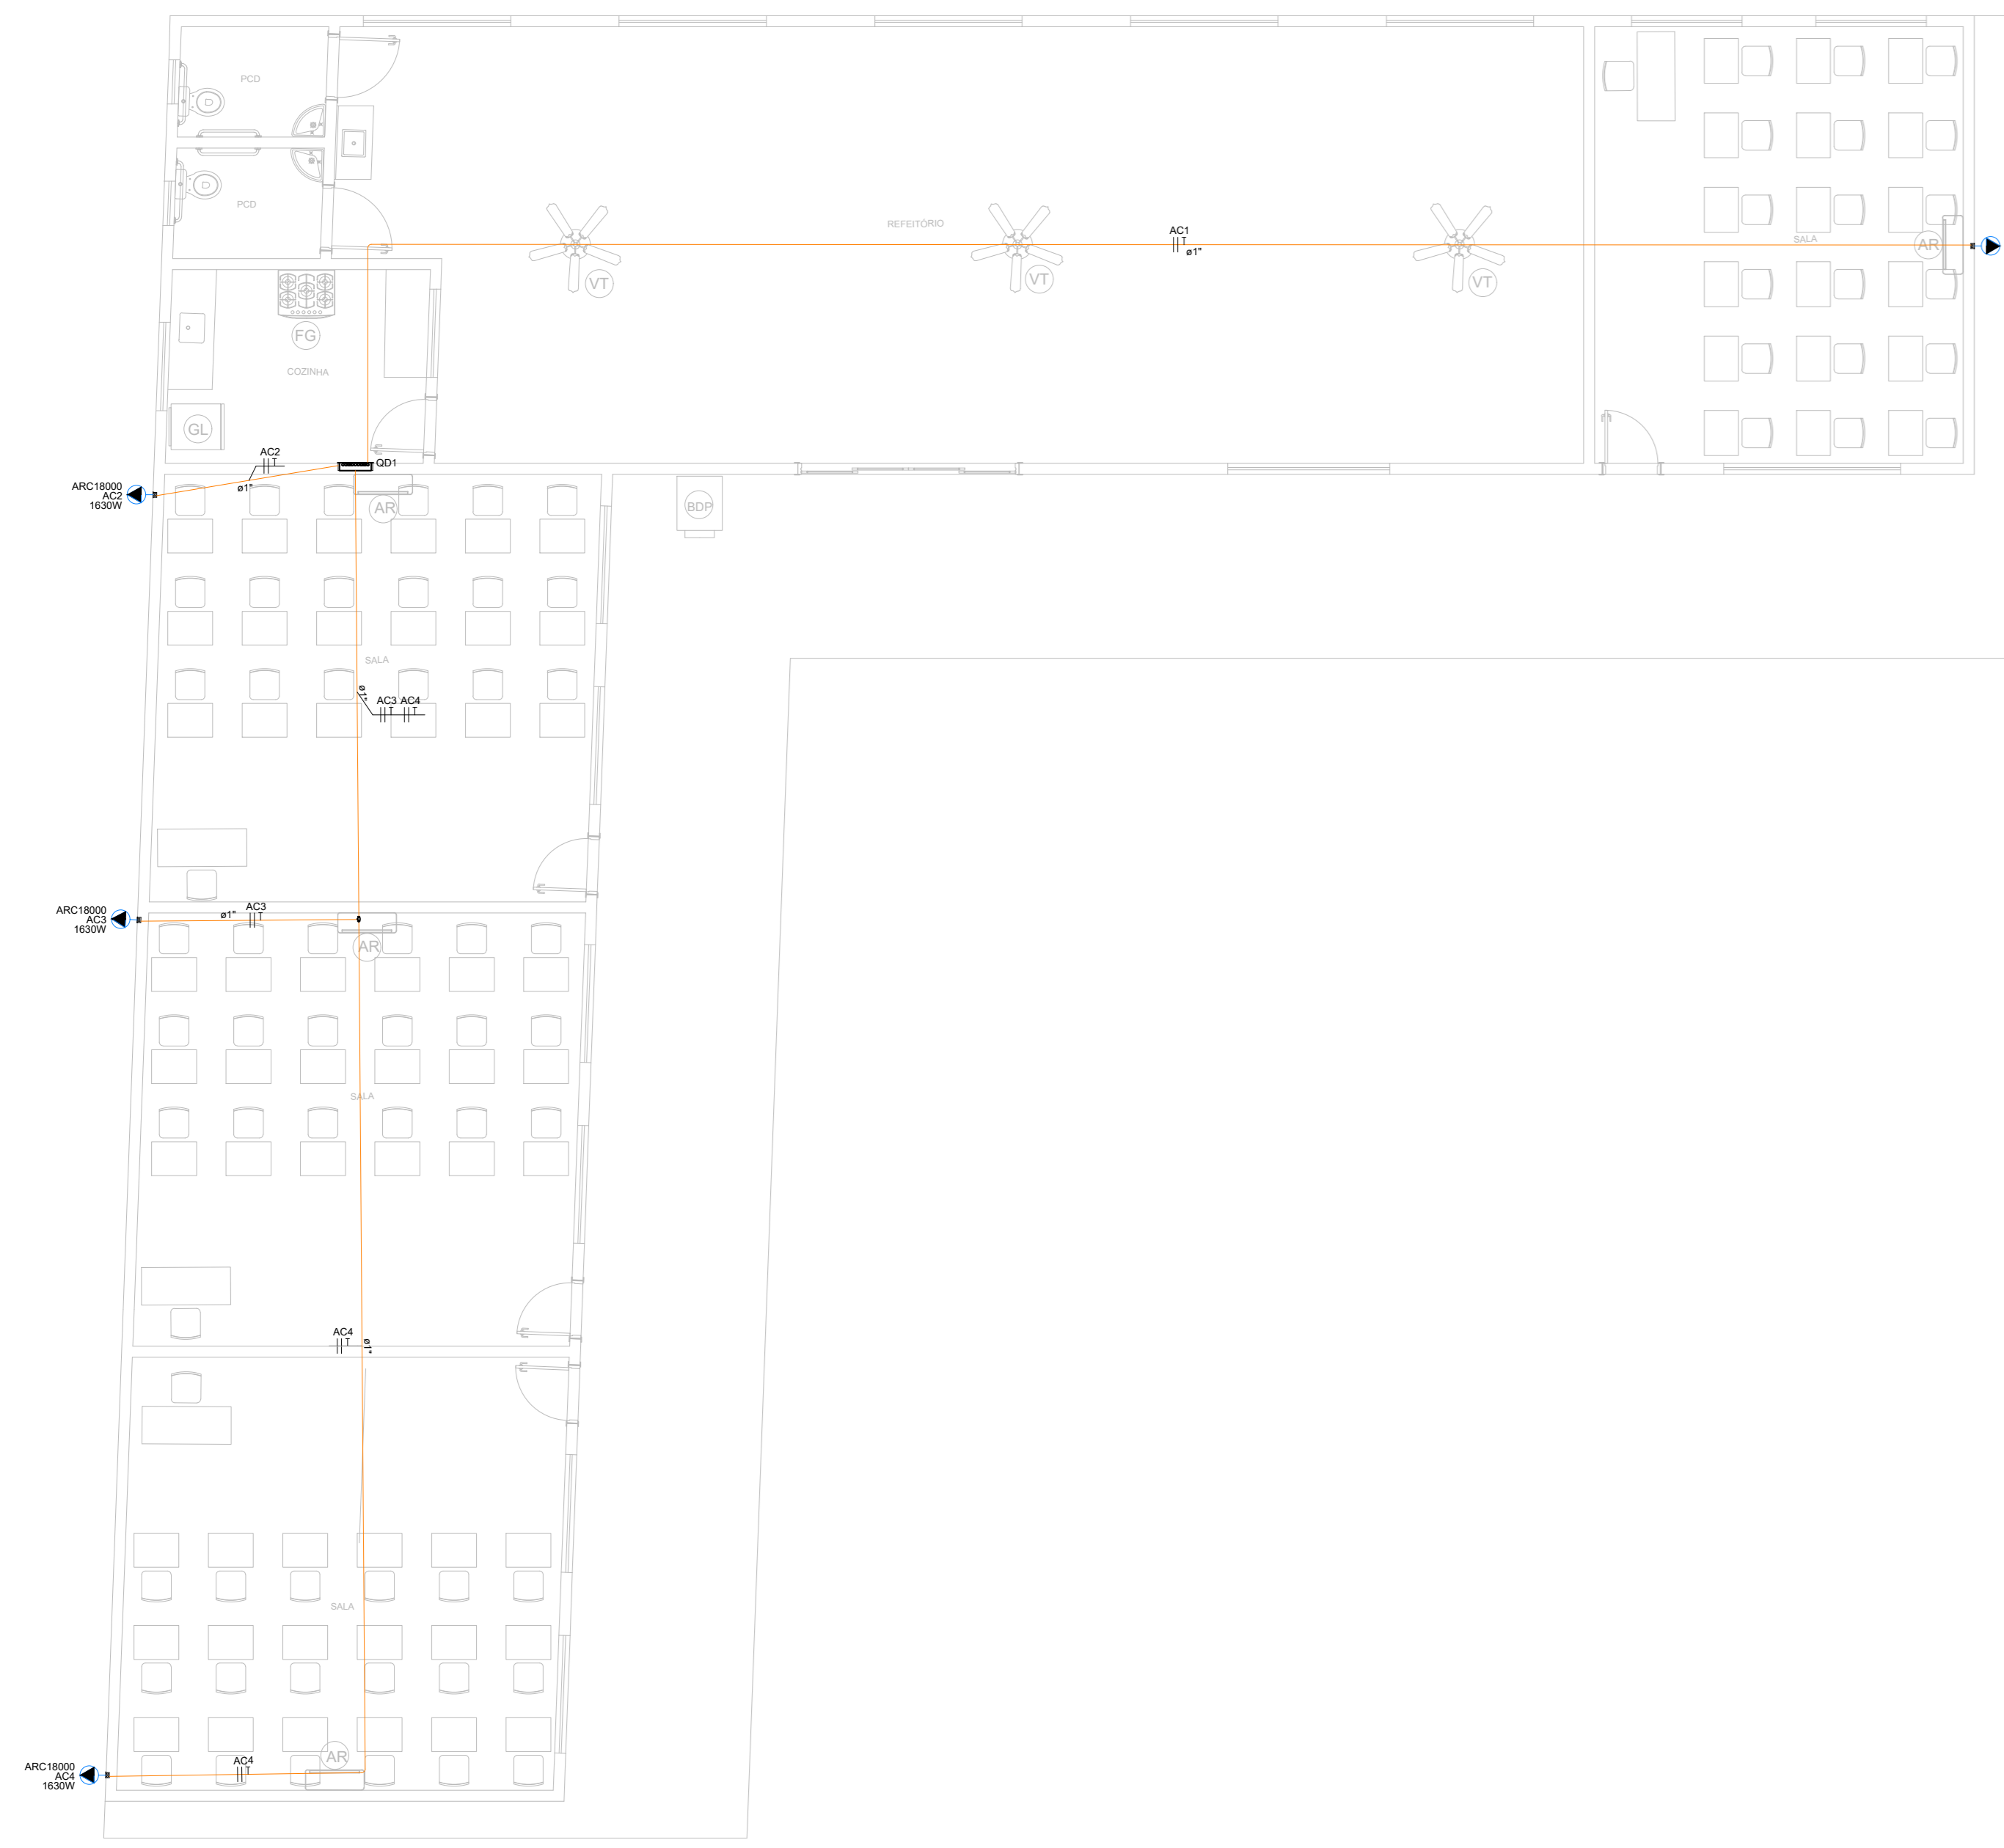 PCD
PCD
REFEITÓRIO
AC1
ø1"
SALA
AR
VT
VT
VT
FG
COZINHA
GL
AC2
QD1
ø1"
ARC18000
AC2
1630W
AR
BDP
SALA
ø1"
AC3 AC4
ARC18000
AC3
1630W
ø1"
AC3
AR
SALA
AC4
ø1"
SALA
AR
AC4
ARC18000
AC4
1630W